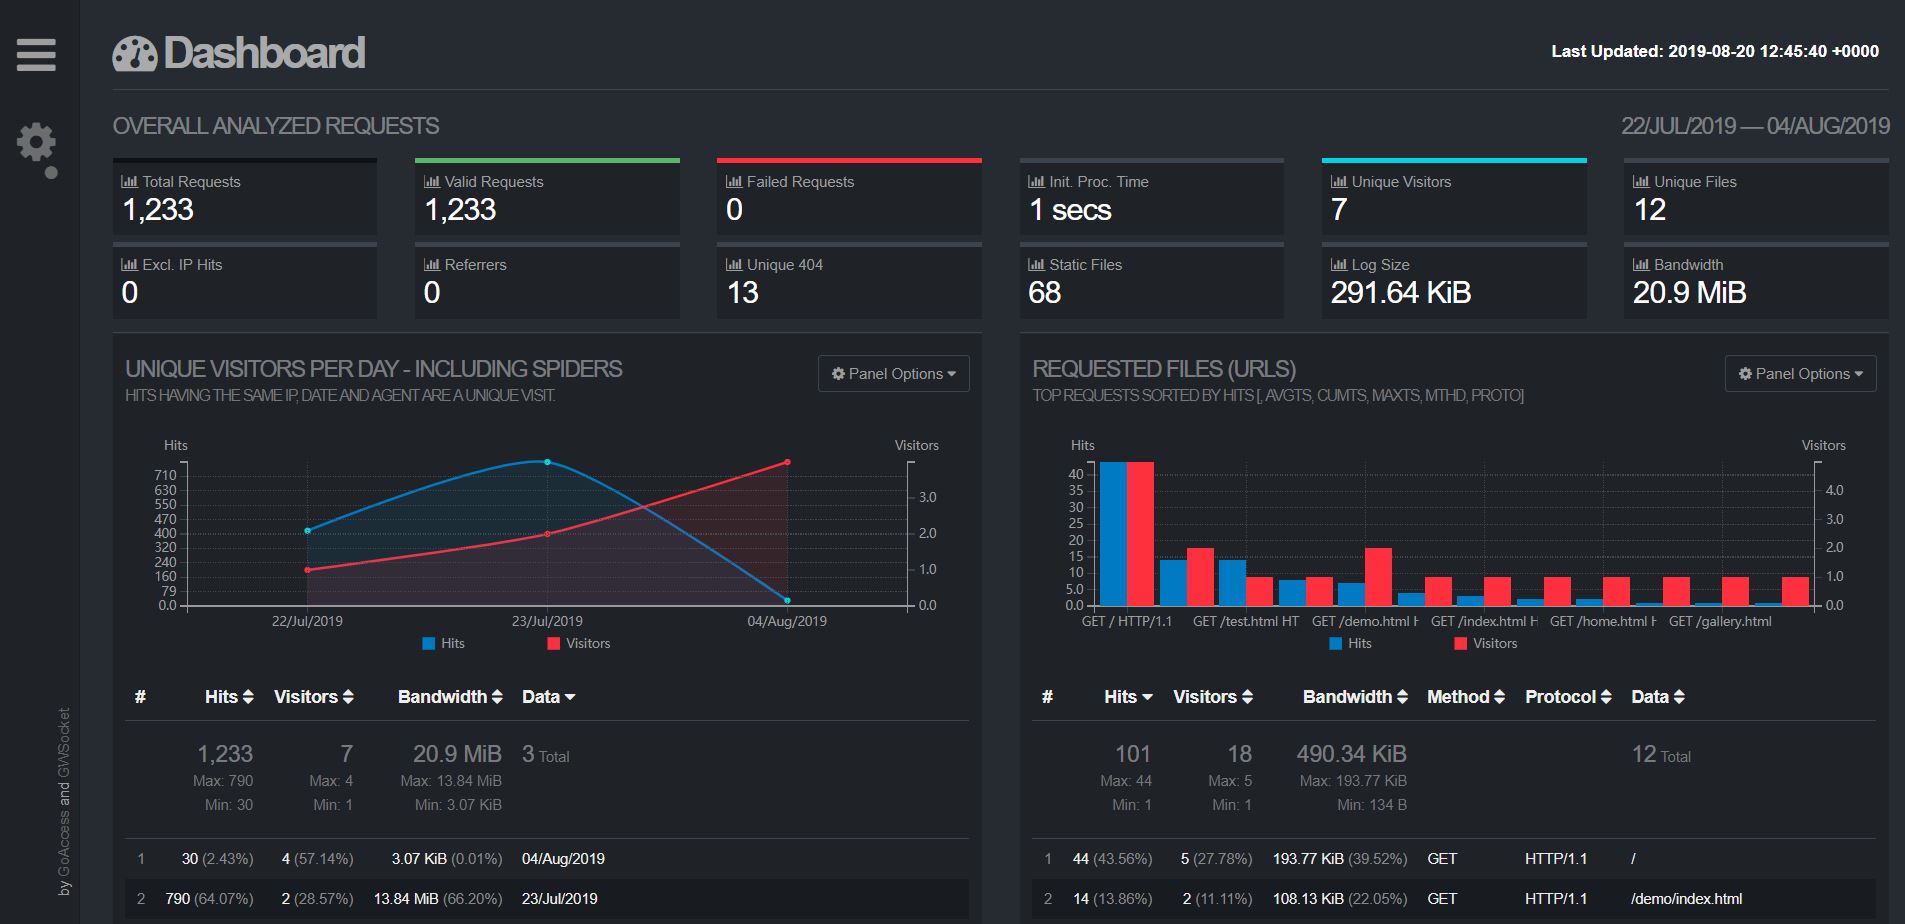 Dashboard
Last Updated: 2019-08-20 12:45:40 +0000
OVERALL ANALYZED REQUESTS
22/JUL/2019 — 04/AUG/2019
Total Requests
1,233
Valid Requests
1,233
Failed Requests
0
Init. Proc. Time
1 secs
Unique Visitors
7
Unique Files
12
Excl. IP Hits
0
Referrers
0
Unique 404
13
Static Files
68
Log Size
291.64 KiB
Bandwidth
20.9 MiB
UNIQUE VISITORS PER DAY - INCLUDING SPIDERS
HITS HAVING THE SAME IP, DATE AND AGENT ARE A UNIQUE VISIT.
Panel Options
Hits
Visitors
710
630
550
470
400
320
240
160
79
0.0
3.0
2.0
1.0
0.0
22/Jul/2019 23/Jul/2019 04/Aug/2019
Hits Visitors
# Hits Visitors Bandwidth Data
1,233 7 20.9 MiB 3 Total
Max: 790 Max: 4 Max: 13.84 MiB
Min: 30 Min: 1 Min: 3.07 KiB
1 30 (2.43%) 4 (57.14%) 3.07 KiB (0.01%) 04/Aug/2019
2 790 (64.07%) 2 (28.57%) 13.84 MiB (66.20%) 23/Jul/2019
REQUESTED FILES (URLS)
TOP REQUESTS SORTED BY HITS [, AVGTS, CUMTS, MAXTS, MTHD, PROTO]
Panel Options
Hits
Visitors
40
35
30
25
20
15
10
5.0
0.0
4.0
3.0
2.0
1.0
0.0
GET / HTTP/1.1 GET /test.html HT GET /demo.html H GET /index.html H GET /home.html H GET /gallery.html
Hits Visitors
# Hits Visitors Bandwidth Method Protocol Data
101 18 490.34 KiB 12 Total
Max: 44 Max: 5 Max: 193.77 KiB
Min: 1 Min: 1 Min: 134 B
1 44 (43.56%) 5 (27.78%) 193.77 KiB (39.52%) GET HTTP/1.1 /
2 14 (13.86%) 2 (11.11%) 108.13 KiB (22.05%) GET HTTP/1.1 /demo/index.html
by GoAccess and GWSocket